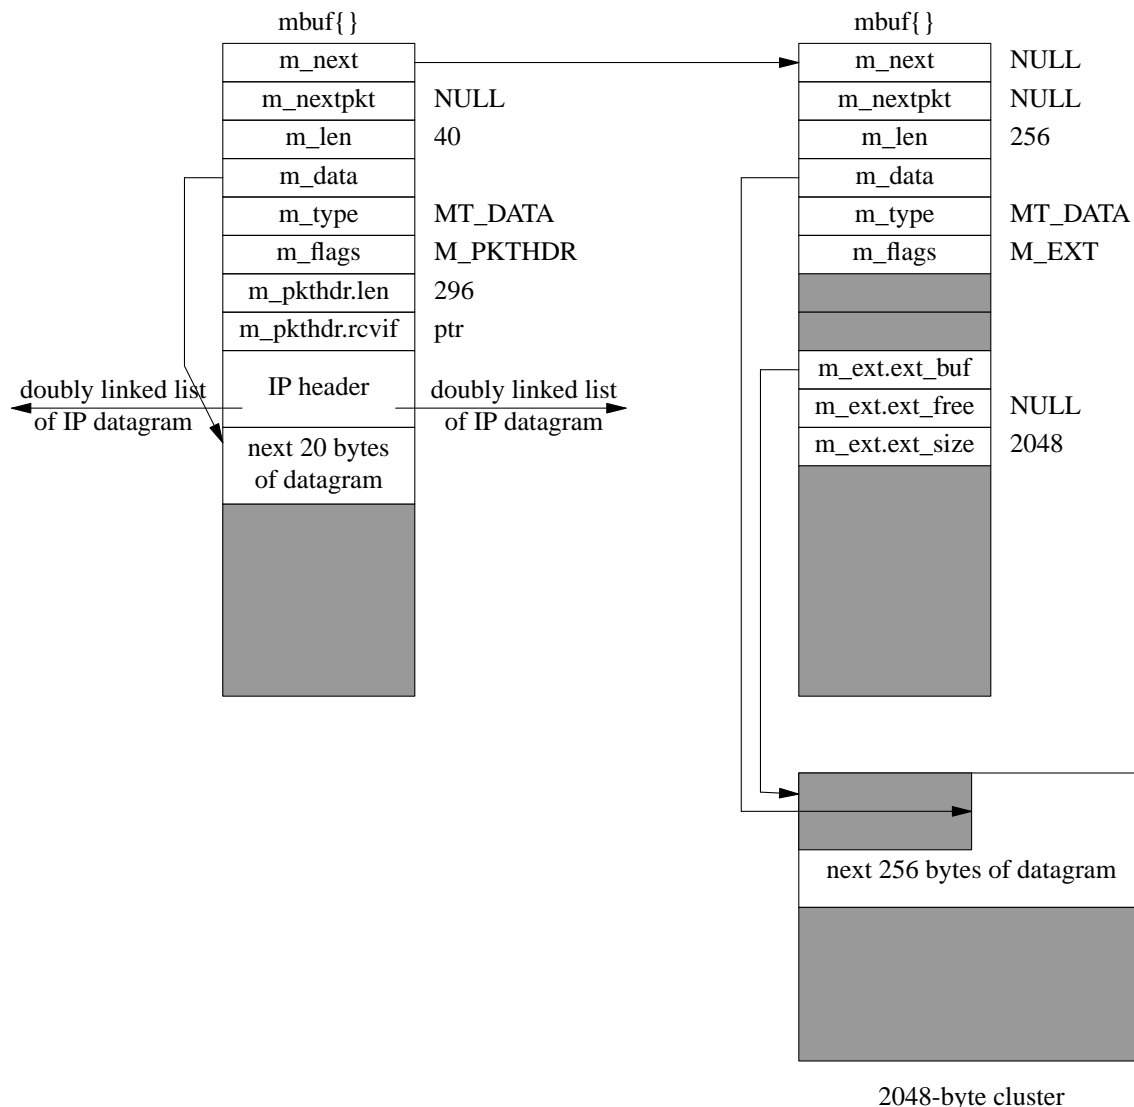 mbuf{}
m_next
m_nextpkt NULL
m_len 40
m_data
m_type MT_DATA
m_flags M_PKTHDR
m_pkthdr.len 296
m_pkthdr.rcvif ptr
IP header
doubly linked list
of IP datagram
doubly linked list
of IP datagram
next 20 bytes
of datagram
mbuf{}
m_next NULL
m_nextpkt NULL
m_len 256
m_data
m_type MT_DATA
m_flags M_EXT
m_ext.ext_buf
m_ext.ext_free NULL
m_ext.ext_size 2048
next 256 bytes of datagram
2048-byte cluster